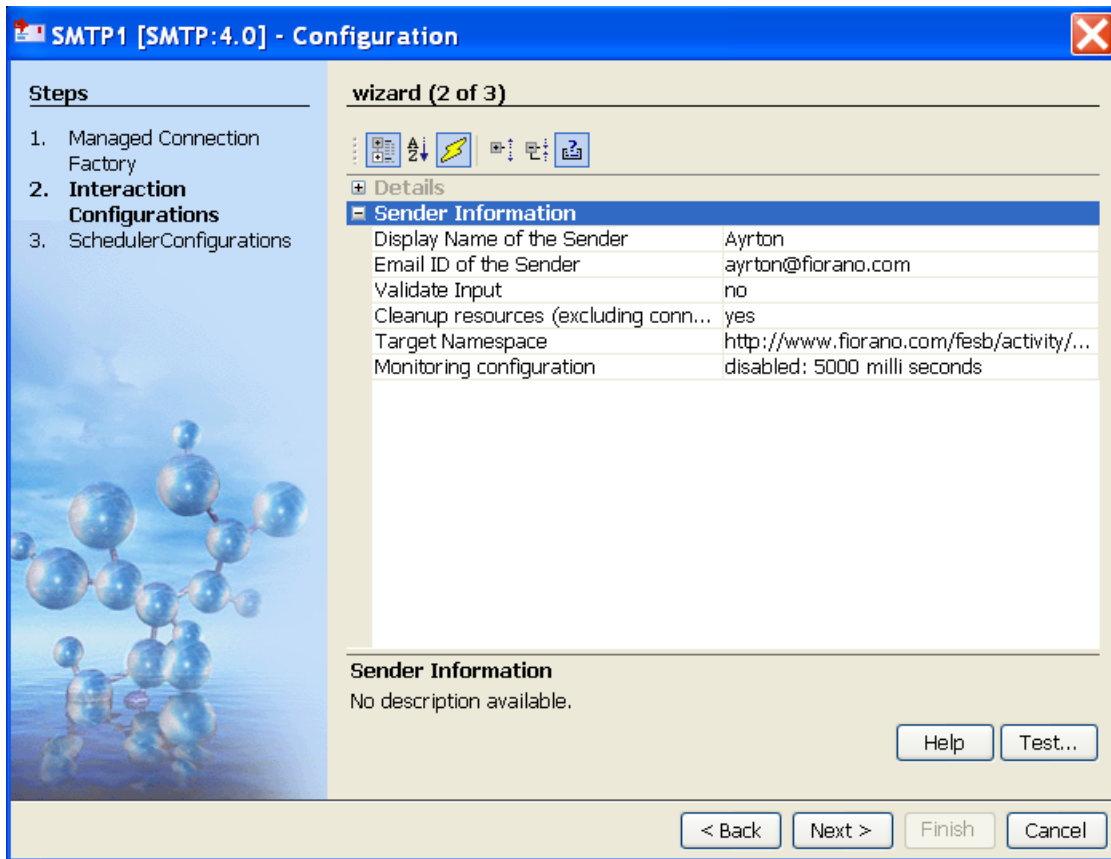 SMTP1 [SMTP:4.0] - Configuration
Steps
1. Managed Connection
Factory
2. Interaction
Configurations
3. SchedulerConfigurations
wizard (2 of 3)
Details
Sender Information
Display Name of the Sender Ayrton
Email ID of the Sender ayrton@fiorano.com
Validate Input no
Cleanup resources (excluding conn... yes
Target Namespace http://www.fiorano.com/fesb/activity/...
Monitoring configuration disabled: 5000 milli seconds
Sender Information
No description available.
Help Test...
< Back Next > Finish Cancel